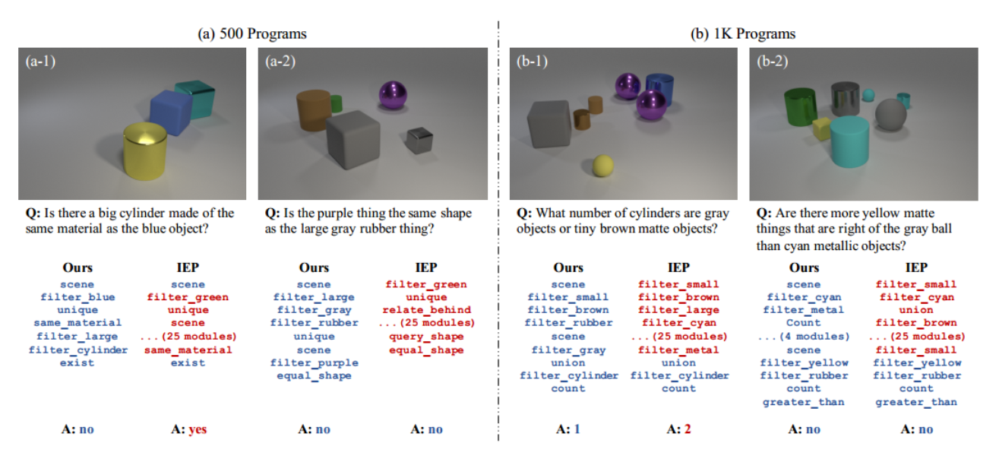 (a) 500 Programs
(a-1)
(a-2)
Q: Is there a big cylinder made of the
same material as the blue object?
Q: Is the purple thing the same shape
as the large gray rubber thing?
Ours
scene
filter_blue
unique
same_material
filter_large
filter_cylinder
exist
A: no
IEP
scene
filter_green
unique
scene
...(25 modules)
same_material
exist
A: yes
Ours
scene
filter_large
filter_gray
filter_rubber
unique
scene
filter_purple
equal_shape
A: no
IEP
filter_green
unique
relate_behind
...(25 modules)
query_shape
equal_shape
A: no
(b) 1K Programs
(b-1)
(b-2)
Q: What number of cylinders are gray
objects or tiny brown matte objects?
Q: Are there more yellow matte
things that are right of the gray ball
than cyan metallic objects?
Ours
scene
filter_small
filter_brown
filter_rubber
scene
filter_gray
union
filter_cylinder
count
A: 1
IEP
filter_small
filter_brown
filter_large
filter_cyan
...(25 modules)
filter_metal
union
filter_cylinder
count
A: 2
Ours
scene
filter_cyan
filter_metal
Count
...(4 modules)
scene
filter_yellow
filter_rubber
count
greater_than
A: no
IEP
filter_small
filter_cyan
union
filter_brown
...(25 modules)
filter_small
filter_yellow
filter_rubber
count
greater_than
A: no